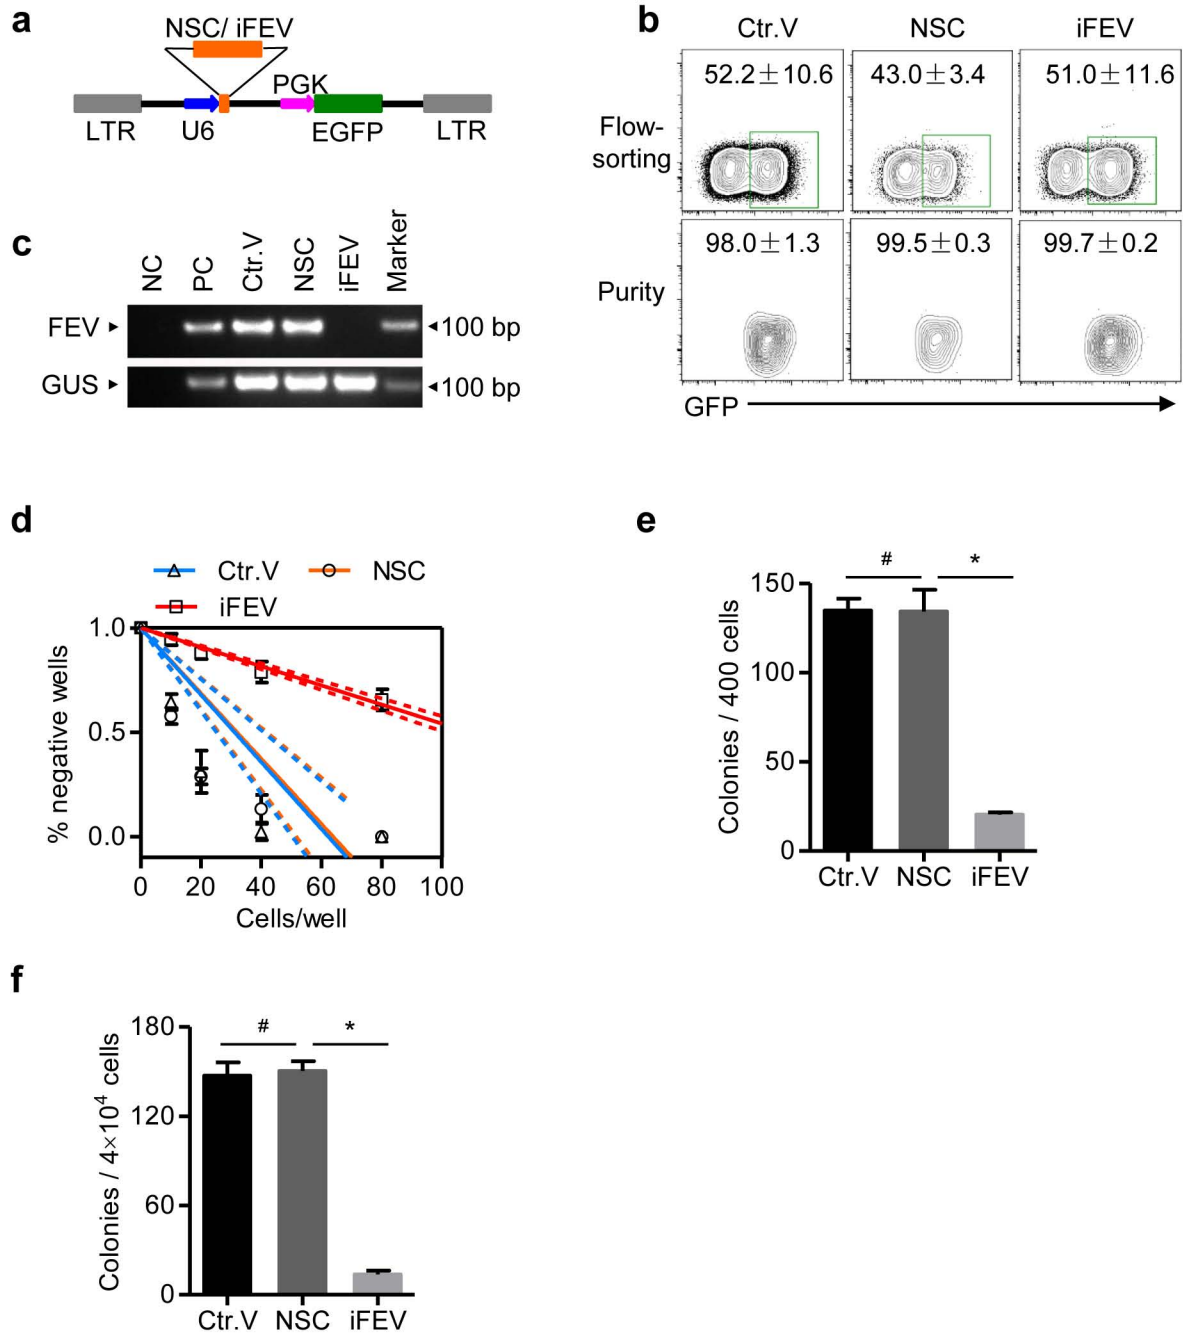 a
NSC/ iFEV
PGK
LTR
U6
EGFP
LTR
b
Ctr.V
NSC
iFEV
52.2±10.6
43.0±3.4
51.0±11.6
Flow-
sorting
98.0±1.3
99.5±0.3
99.7±0.2
Purity
GFP
c
NC
PC
Ctr.V
NSC
iFEV
Marker
FEV
100 bp
GUS
100 bp
d
Ctr.V
NSC
iFEV
% negative wells
1.0
0.5
0.0
0
20
40
60
80
100
Cells/well
e
#
*
Colonies / 400 cells
150
100
50
0
Ctr.V
NSC
iFEV
f
#
*
Colonies / 4×10⁴ cells
180
120
60
0
Ctr.V
NSC
iFEV